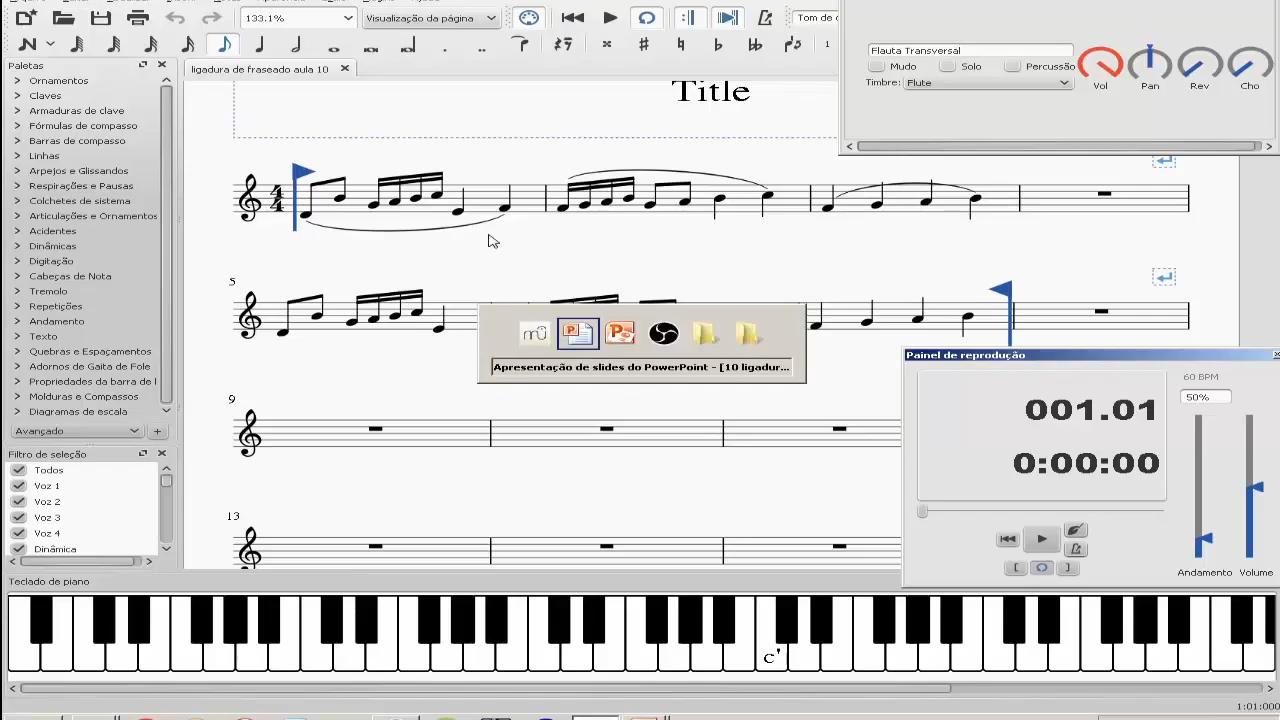 133.1%
Visualização da página
Tom de c
1
Paletas
ligadura de fraseado aula 10
Ornamentos
Claves
Armaduras de clave
Fórmulas de compasso
Barras de compasso
Linhas
Arpejos e Glissandos
Respirações e Pausas
Colchetes de sistema
Articulações e Ornamentos
Acidentes
Dinâmicas
Digitação
Cabeças de Nota
Tremolo
Repetições
Andamento
Texto
Quebras e Espaçamentos
Adornos de Gaita de Fole
Propriedades da barra de l
Molduras e Compassos
Diagramas de escala
Avançado
+
Filtro de seleção
Todos
Voz 1
Voz 2
Voz 3
Voz 4
Dinâmica
Title
4
4
5
9
13
Flauta Transversal
Mudo
Solo
Percussão
Timbre:
Flute
Vol
Pan
Rev
Cho
mū
Apresentação de slides do PowerPoint - [10 ligadur...
Painel de reprodução
60 BPM
50%
001.01
0:00:00
Andamento
Volume
Teclado de piano
c'
1:01:000